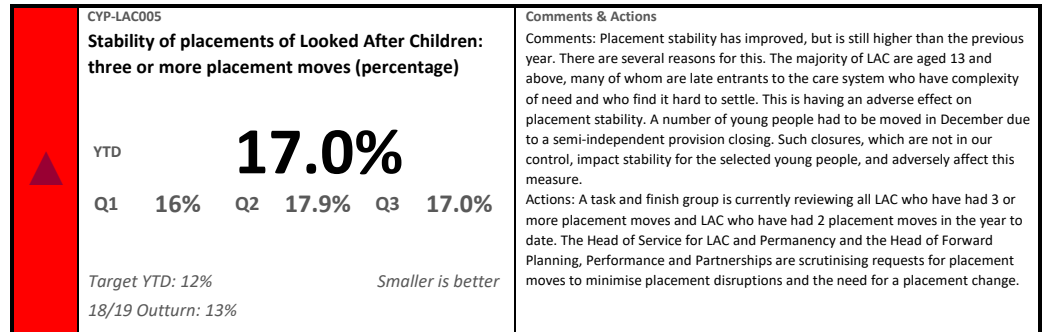 CYP-LAC005
Stability of placements of Looked After Children:
three or more placement moves (percentage)
YTD 17.0%
Q1 16% Q2 17.9% Q3 17.0%
Target YTD: 12% Smaller is better
18/19 Outturn: 13%
Comments & Actions
Comments: Placement stability has improved, but is still higher than the previous
year. There are several reasons for this. The majority of LAC are aged 13 and
above, many of whom are late entrants to the care system who have complexity
of need and who find it hard to settle. This is having an adverse effect on
placement stability. A number of young people had to be moved in December due
to a semi-independent provision closing. Such closures, which are not in our
control, impact stability for the selected young people, and adversely affect this
measure.
Actions: A task and finish group is currently reviewing all LAC who have had 3 or
more placement moves and LAC who have had 2 placement moves in the year to
date. The Head of Service for LAC and Permanency and the Head of Forward
Planning, Performance and Partnerships are scrutinising requests for placement
moves to minimise placement disruptions and the need for a placement change.